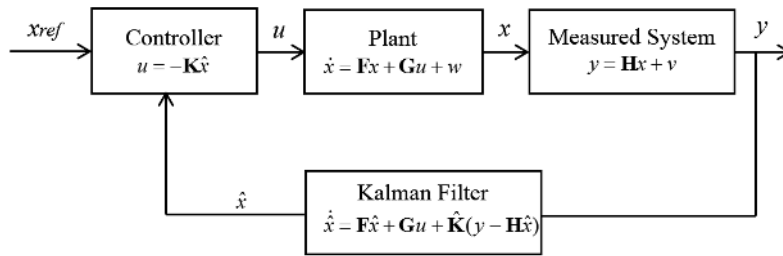 xref
Controller
u = −Kx̂
u
Plant
ẋ = Fx + Gu + w
x
Measured System
y = Hx + v
y
x̂
Kalman Filter
x̂̇ = Fx̂ + Gu + K̂(y − Hx̂)